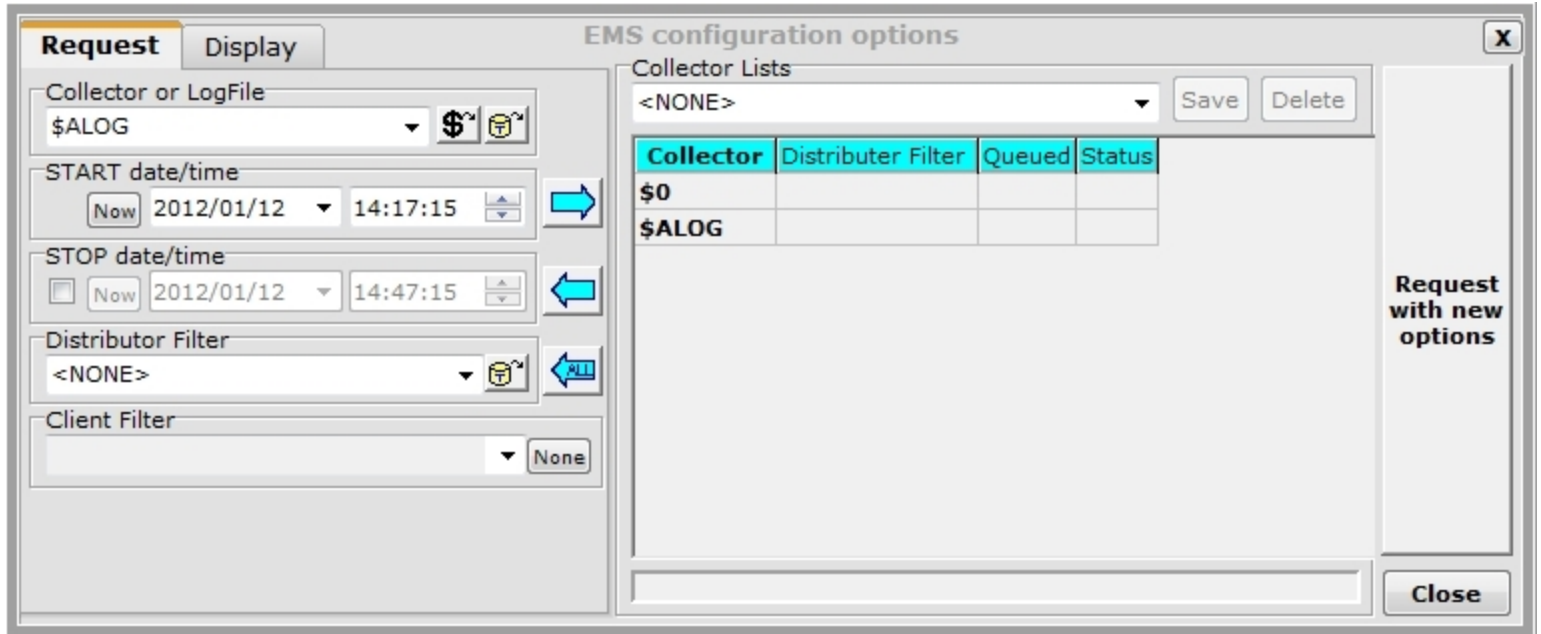 EMS configuration options
X
Request
Display
Collector or LogFile
$ALOG
$
T
START date/time
Now
2012/01/12
14:17:15
STOP date/time
Now
2012/01/12
14:47:15
Distributor Filter
<NONE>
T
ALL
Client Filter
None
Collector Lists
<NONE>
Save
Delete
Collector Distributer Filter Queued Status
$0
$ALOG
Request
with new
options
Close